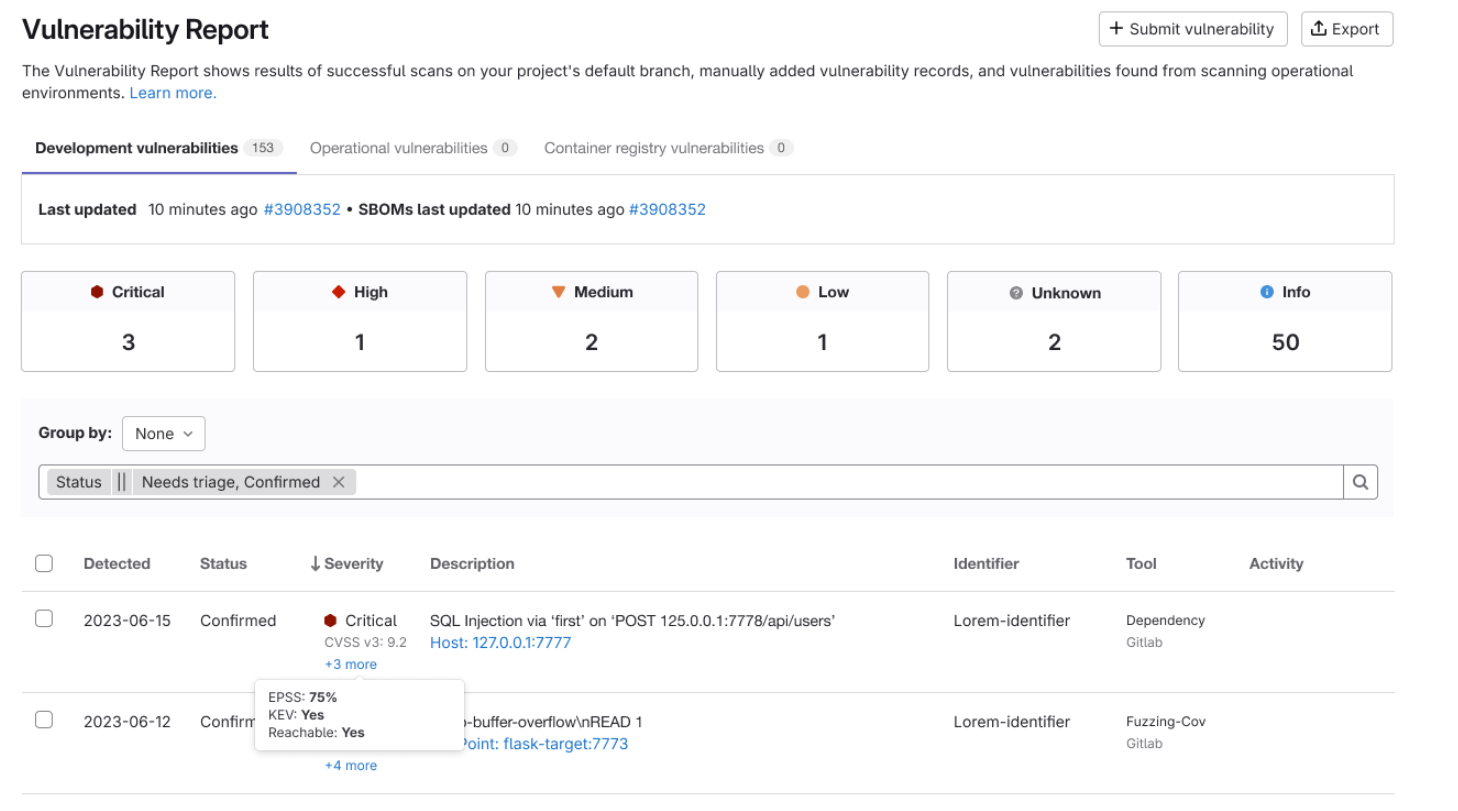 Vulnerability Report
+ Submit vulnerability
Export
The Vulnerability Report shows results of successful scans on your project's default branch, manually added vulnerability records, and vulnerabilities found from scanning operational
environments. Learn more.
Development vulnerabilities 153 Operational vulnerabilities 0 Container registry vulnerabilities 0
Last updated 10 minutes ago #3908352 • SBOMs last updated 10 minutes ago #3908352
Critical High Medium Low Unknown Info
3 1 2 1 2 50
Group by: None
Status || Needs triage, Confirmed
Detected Status Severity Description Identifier Tool Activity
2023-06-15 Confirmed Critical SQL Injection via ‘first’ on ‘POST 125.0.0.1:7778/api/users’ Lorem-identifier Dependency
CVSS v3: 9.2 Host: 127.0.0.1:7777 Gitlab
+3 more
EPSS: 75%
KEV: Yes
Reachable: Yes
2023-06-12 Confirm -buffer-overflow\nREAD 1 Lorem-identifier Fuzzing-Cov
Point: flask-target:7773 Gitlab
+4 more